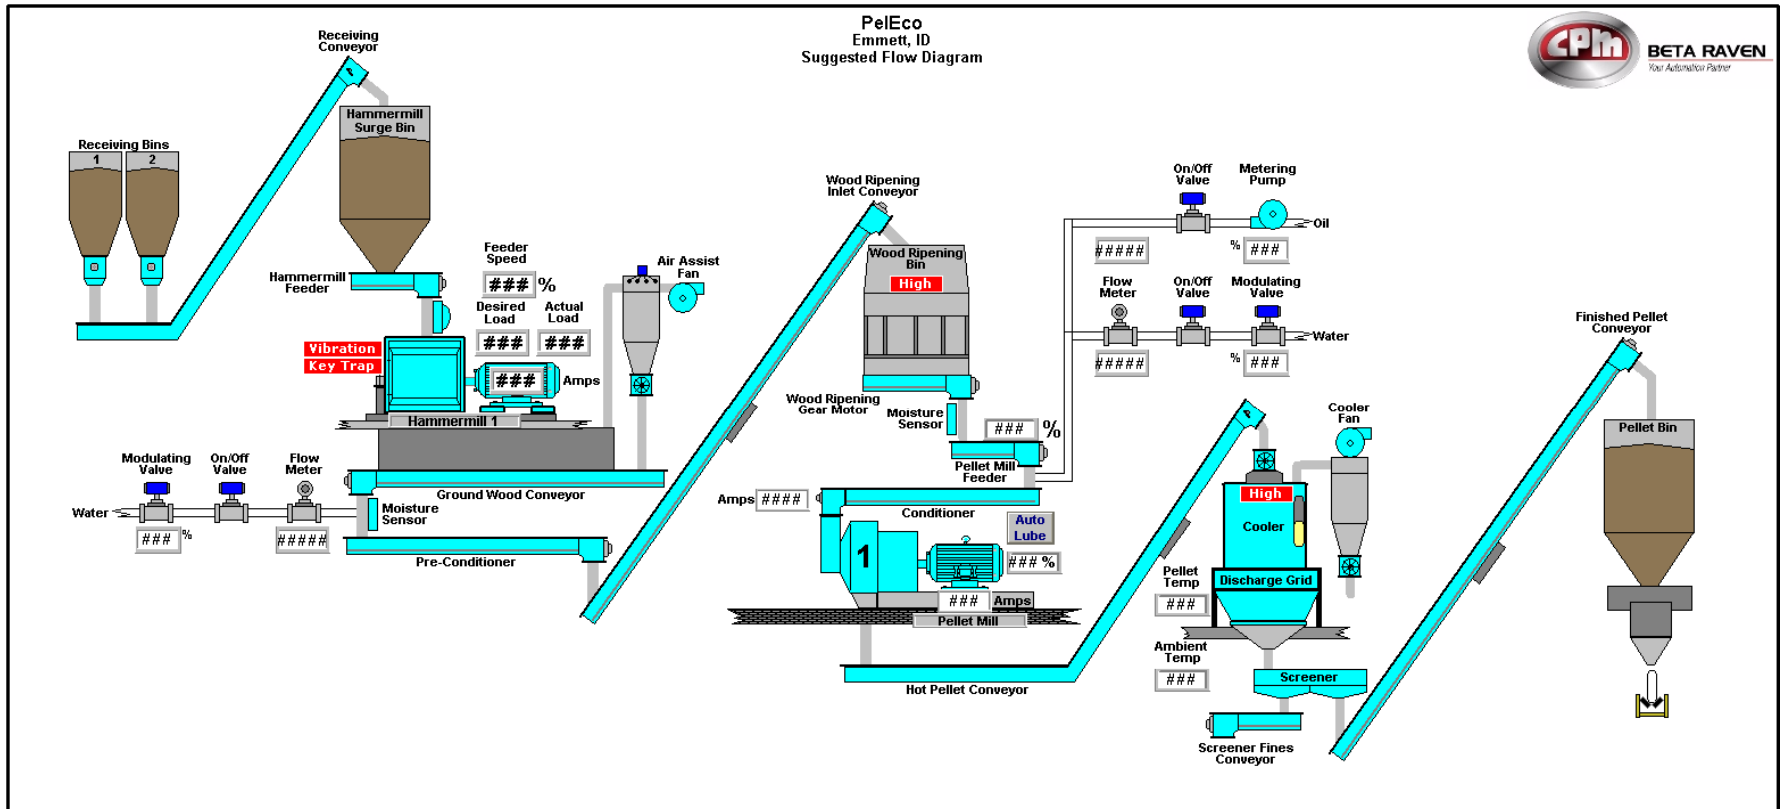 PelEco
Emmett, ID
Suggested Flow Diagram
CPM
BETA RAVEN
Your Automation Partner
Receiving
Conveyor
Hammermill
Surge Bin
Receiving Bins
1
2
Hammermill
Feeder
Feeder
Speed
### %
Desired
Load
###
Actual
Load
###
Air Assist
Fan
Vibration
Key Trap
### Amps
Hammermill 1
Ground Wood Conveyor
Modulating
Valve
On/Off
Valve
Flow
Meter
Water
### %
#####
Moisture
Sensor
Pre-Conditioner
Wood Ripening
Inlet Conveyor
Wood Ripening
Bin
High
Wood Ripening
Gear Motor
Moisture
Sensor
### %
Pellet Mill
Feeder
On/Off
Valve
Metering
Pump
Oil
#####
% ###
Flow
Meter
On/Off
Valve
Modulating
Valve
Water
#####
% ###
Amps ####
Conditioner
Auto
Lube
1
### %
### Amps
Pellet Mill
Hot Pellet Conveyor
Cooler
Fan
High
Cooler
Discharge Grid
Pellet
Temp
###
Ambient
Temp
###
Screener
Screener Fines
Conveyor
Finished Pellet
Conveyor
Pellet Bin